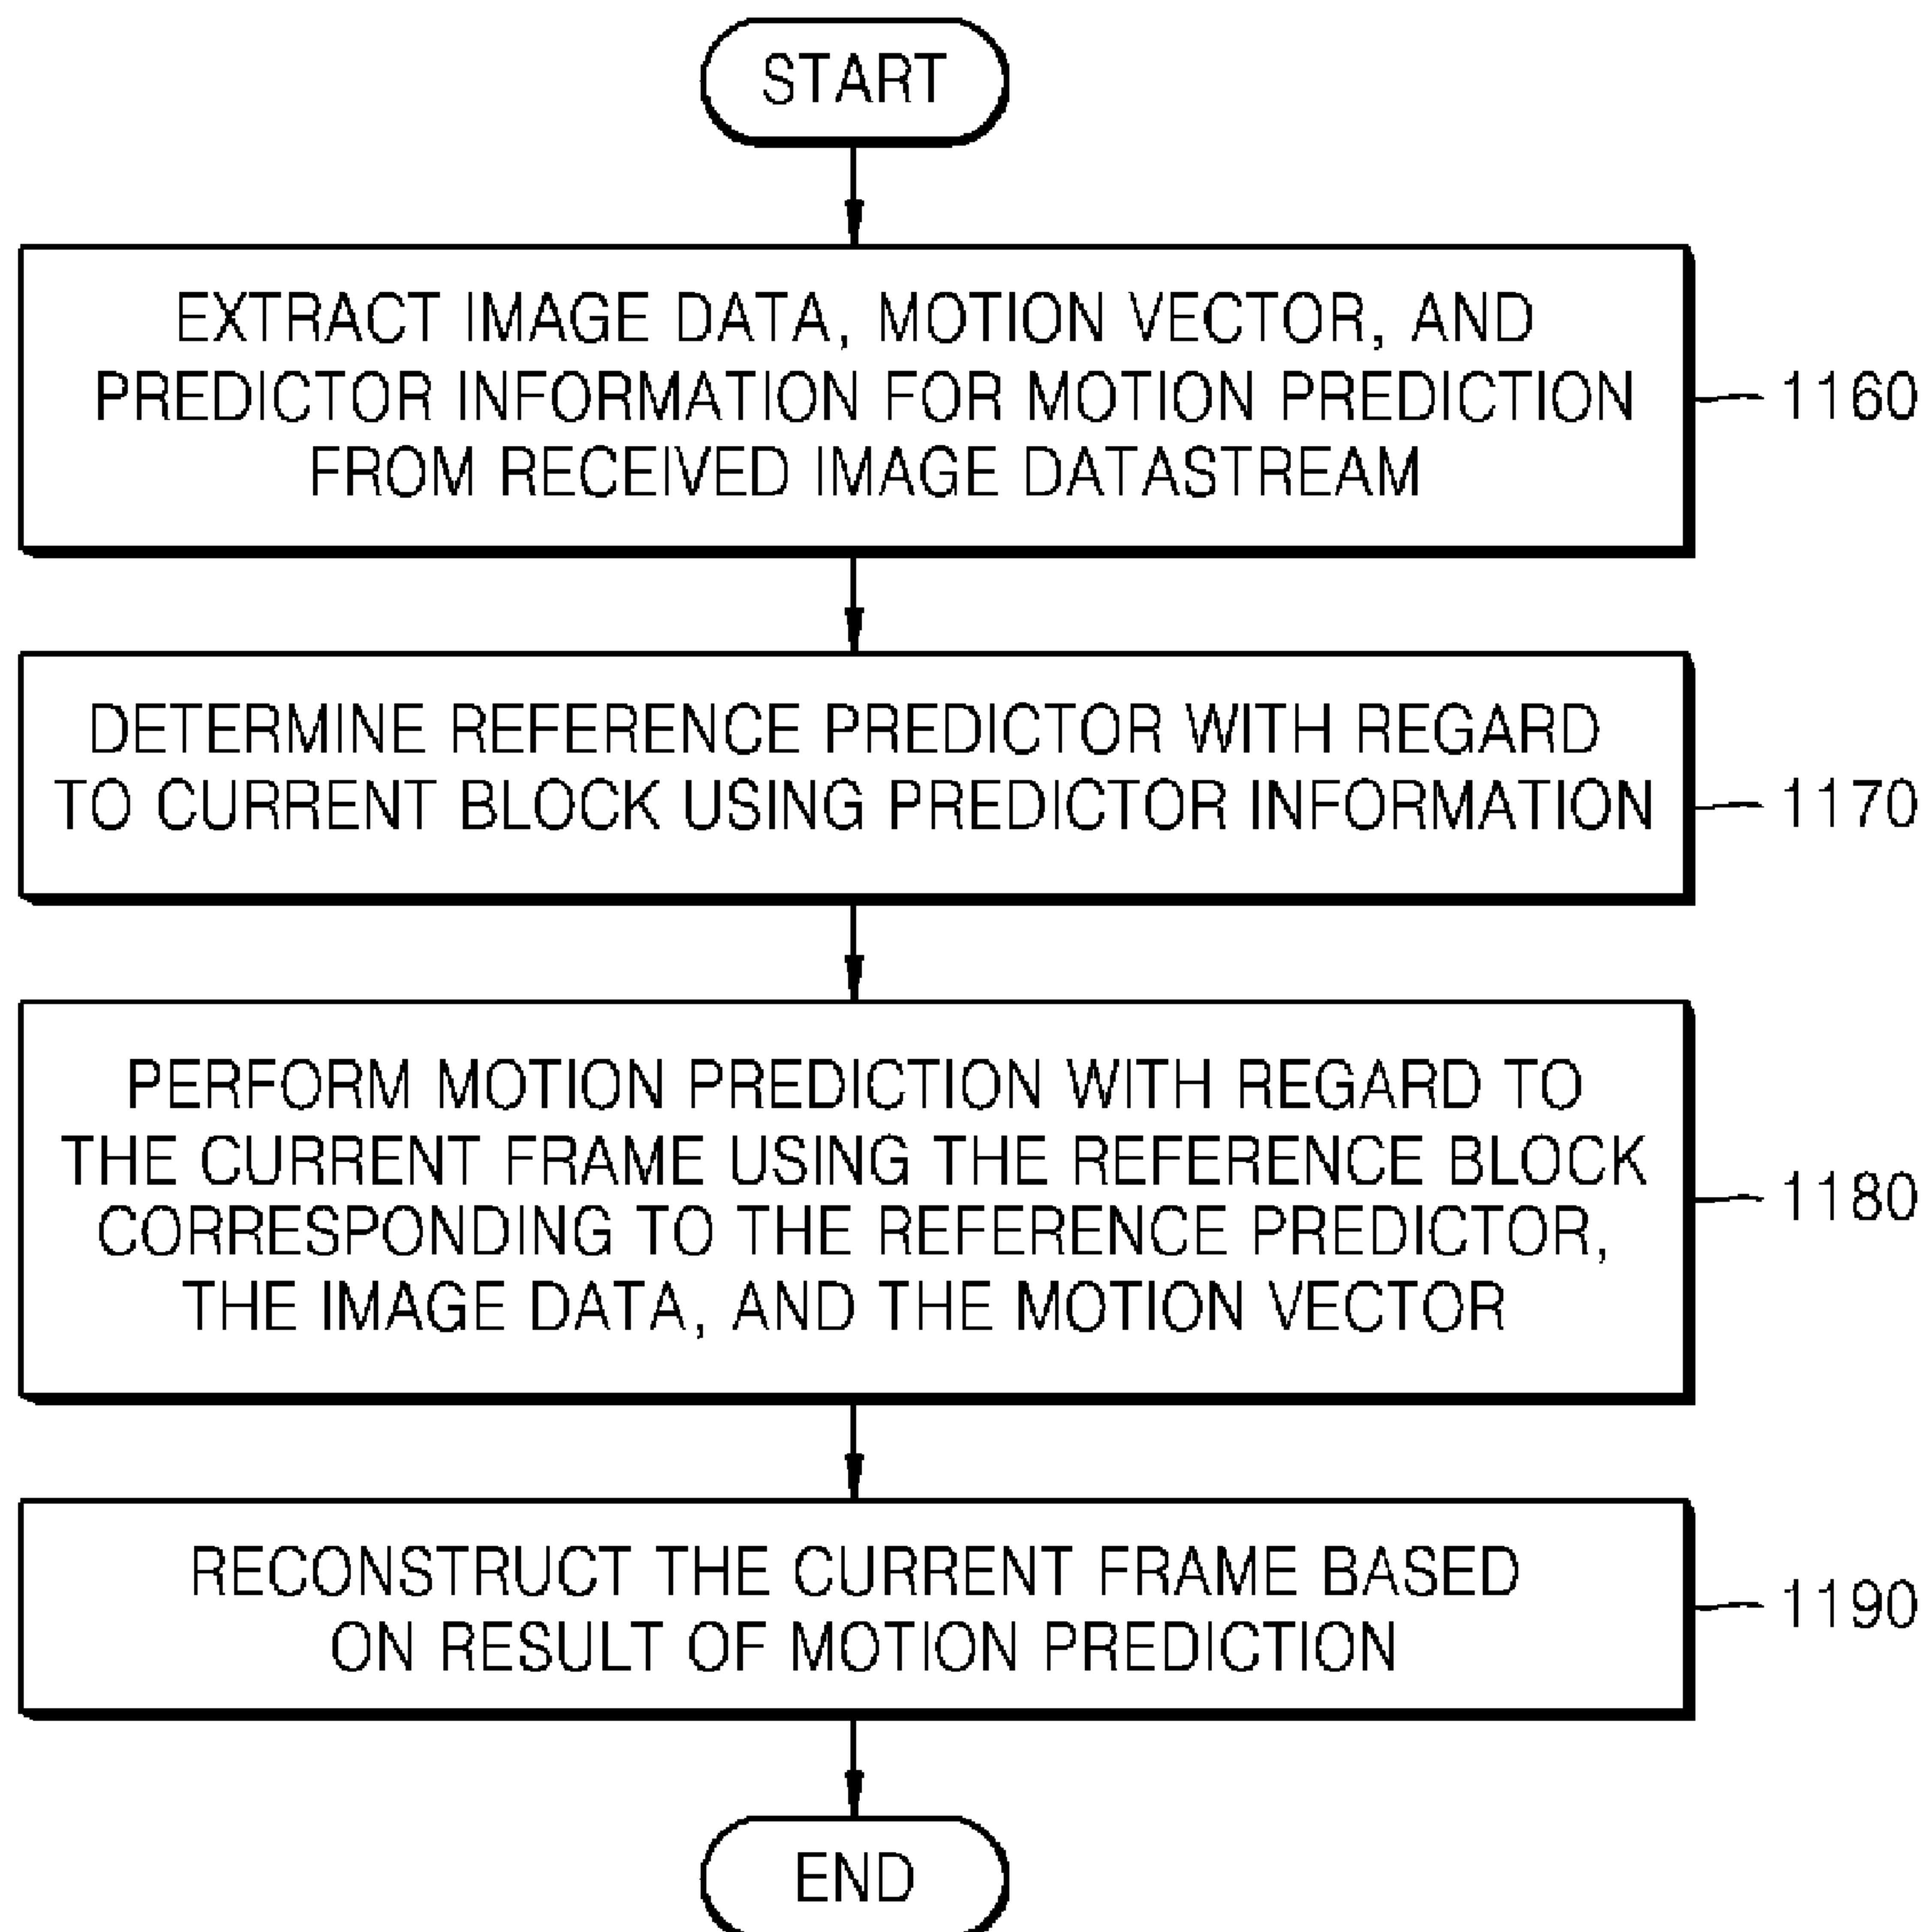 START
EXTRACT IMAGE DATA, MOTION VECTOR, AND
PREDICTOR INFORMATION FOR MOTION PREDICTION
FROM RECEIVED IMAGE DATASTREAM
1160
DETERMINE REFERENCE PREDICTOR WITH REGARD
TO CURRENT BLOCK USING PREDICTOR INFORMATION
1170
PERFORM MOTION PREDICTION WITH REGARD TO
THE CURRENT FRAME USING THE REFERENCE BLOCK
CORRESPONDING TO THE REFERENCE PREDICTOR,
THE IMAGE DATA, AND THE MOTION VECTOR
1180
RECONSTRUCT THE CURRENT FRAME BASED
ON RESULT OF MOTION PREDICTION
1190
END